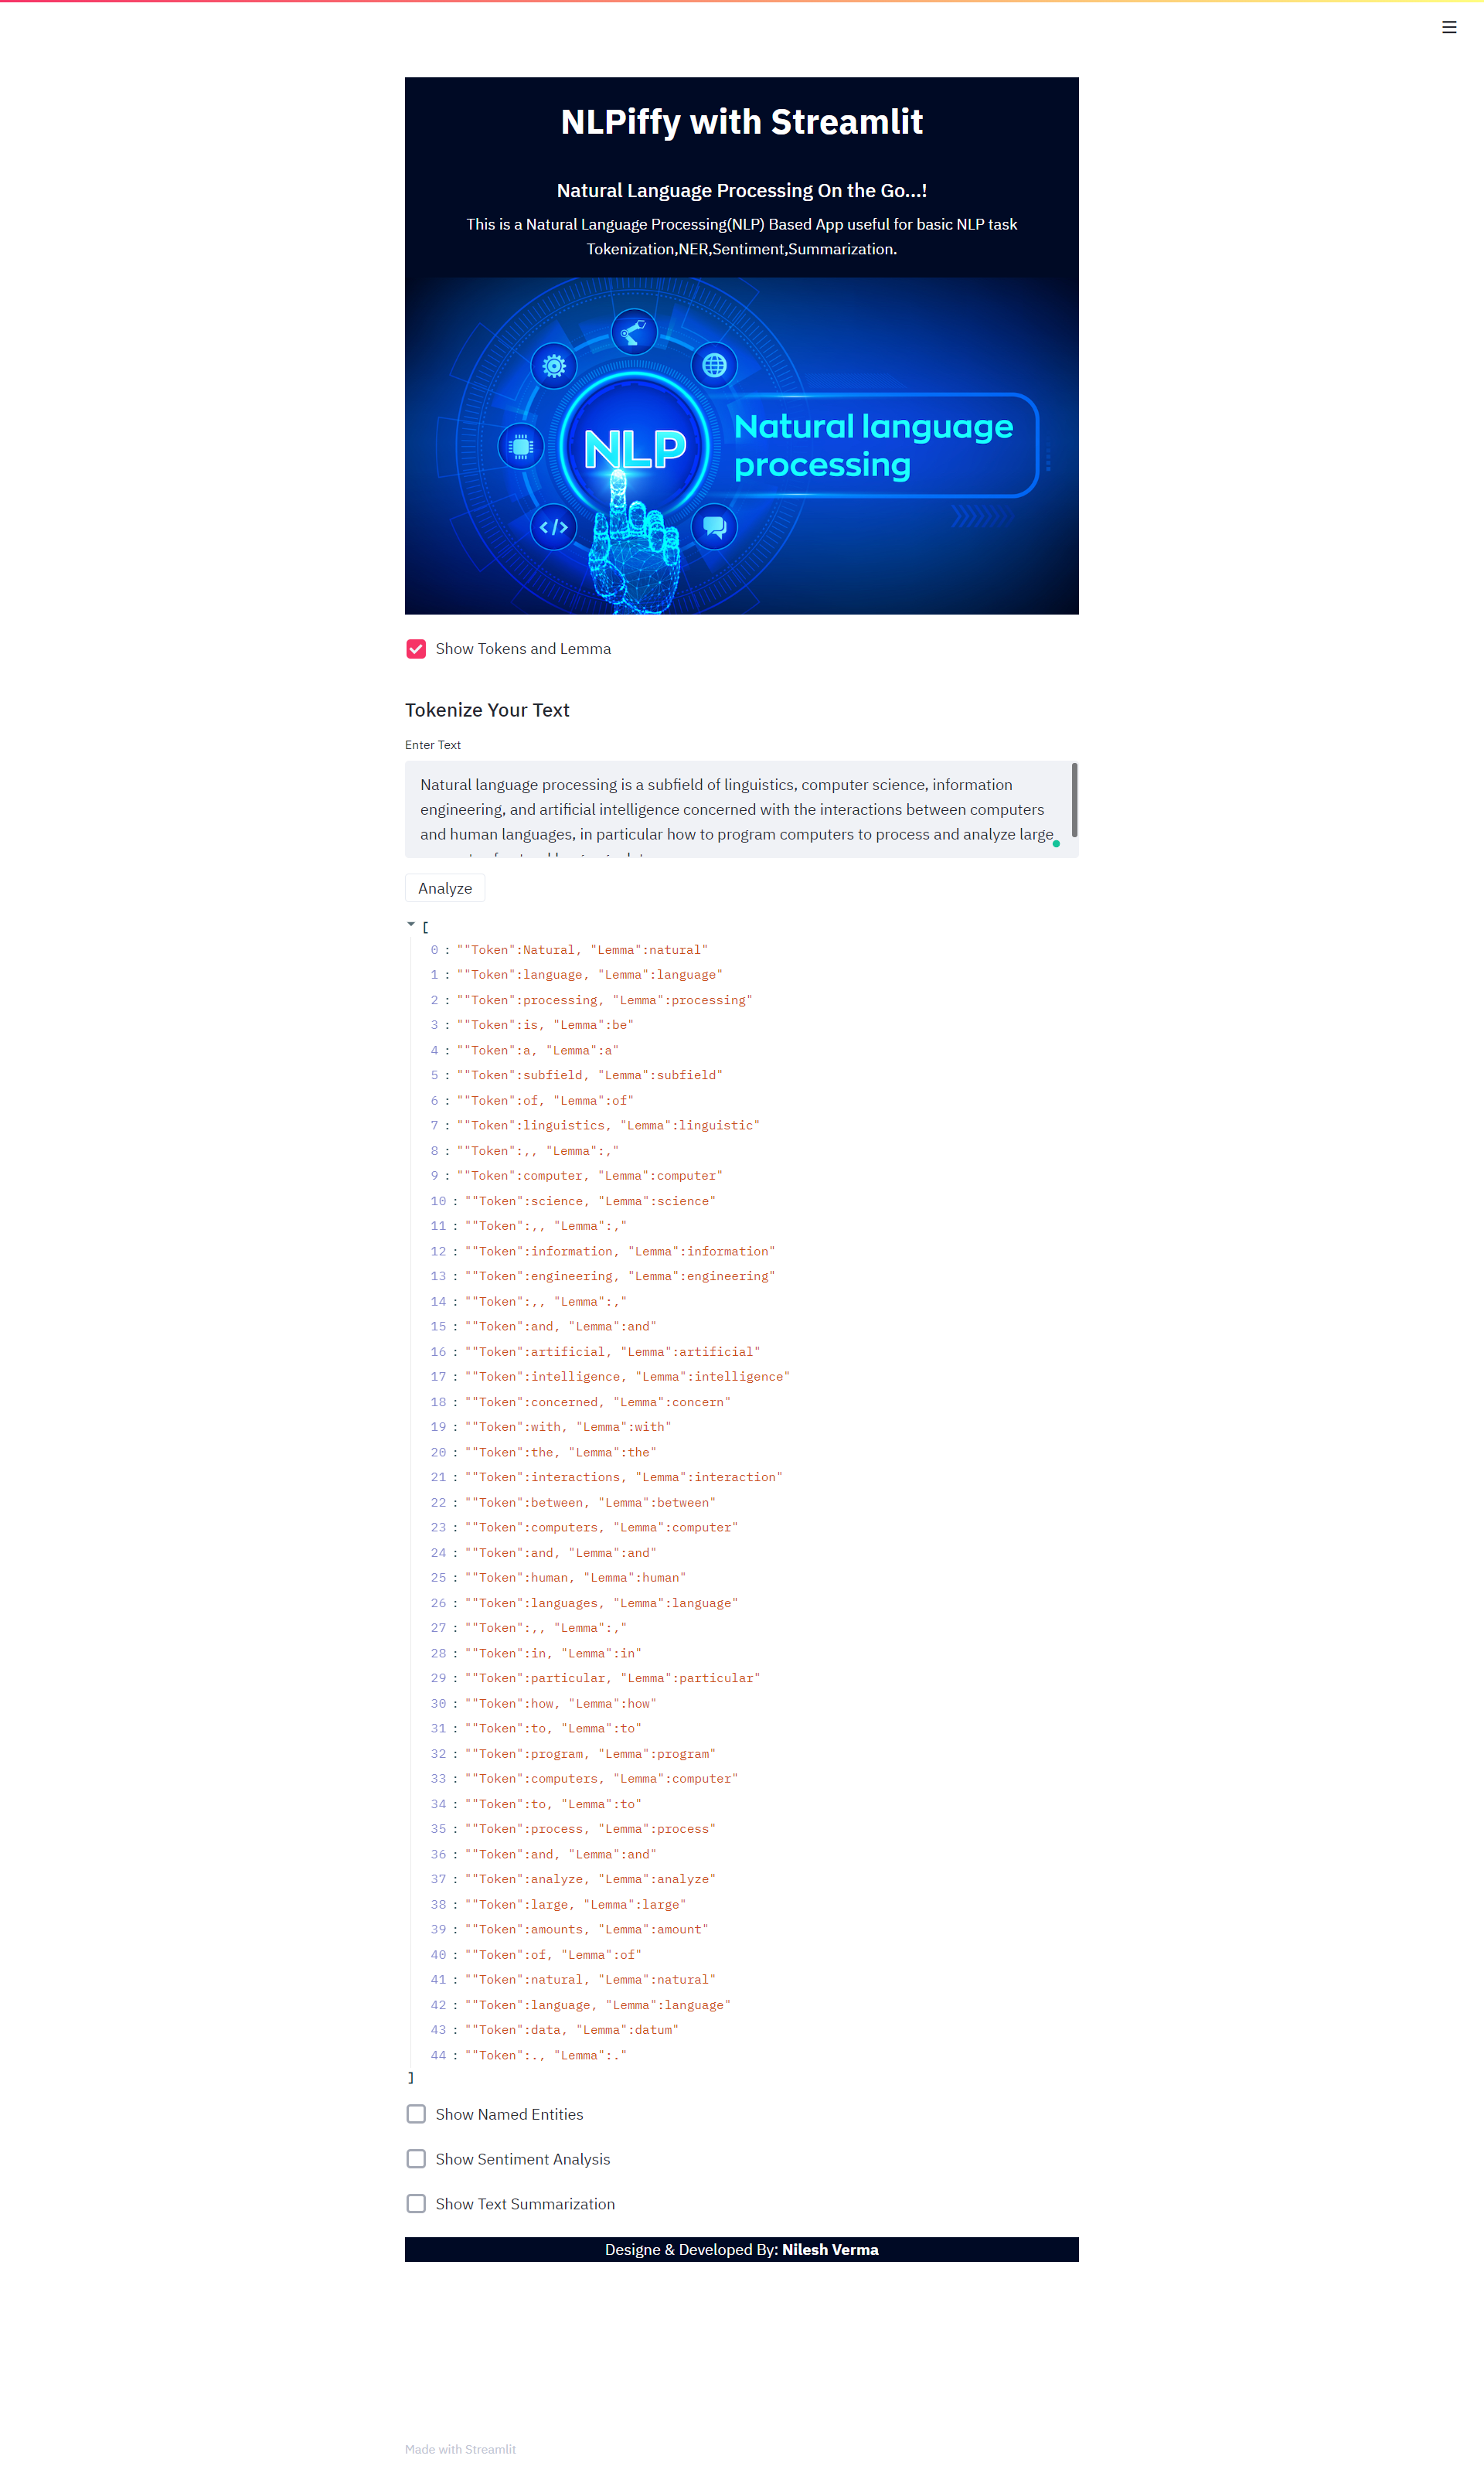 NLPiffy with Streamlit
Natural Language Processing On the Go...!
This is a Natural Language Processing(NLP) Based App useful for basic NLP task
Tokenization,NER,Sentiment,Summarization.
NLP
Natural language
processing
</>
Show Tokens and Lemma
Tokenize Your Text
Enter Text
Natural language processing is a subfield of linguistics, computer science, information
engineering, and artificial intelligence concerned with the interactions between computers
and human languages, in particular how to program computers to process and analyze large
Analyze
[
0 : ""Token":Natural, "Lemma":natural"
1 : ""Token":language, "Lemma":language"
2 : ""Token":processing, "Lemma":processing"
3 : ""Token":is, "Lemma":be"
4 : ""Token":a, "Lemma":a"
5 : ""Token":subfield, "Lemma":subfield"
6 : ""Token":of, "Lemma":of"
7 : ""Token":linguistics, "Lemma":linguistic"
8 : ""Token":,, "Lemma":,"
9 : ""Token":computer, "Lemma":computer"
10 : ""Token":science, "Lemma":science"
11 : ""Token":,, "Lemma":,"
12 : ""Token":information, "Lemma":information"
13 : ""Token":engineering, "Lemma":engineering"
14 : ""Token":,, "Lemma":,"
15 : ""Token":and, "Lemma":and"
16 : ""Token":artificial, "Lemma":artificial"
17 : ""Token":intelligence, "Lemma":intelligence"
18 : ""Token":concerned, "Lemma":concern"
19 : ""Token":with, "Lemma":with"
20 : ""Token":the, "Lemma":the"
21 : ""Token":interactions, "Lemma":interaction"
22 : ""Token":between, "Lemma":between"
23 : ""Token":computers, "Lemma":computer"
24 : ""Token":and, "Lemma":and"
25 : ""Token":human, "Lemma":human"
26 : ""Token":languages, "Lemma":language"
27 : ""Token":,, "Lemma":,"
28 : ""Token":in, "Lemma":in"
29 : ""Token":particular, "Lemma":particular"
30 : ""Token":how, "Lemma":how"
31 : ""Token":to, "Lemma":to"
32 : ""Token":program, "Lemma":program"
33 : ""Token":computers, "Lemma":computer"
34 : ""Token":to, "Lemma":to"
35 : ""Token":process, "Lemma":process"
36 : ""Token":and, "Lemma":and"
37 : ""Token":analyze, "Lemma":analyze"
38 : ""Token":large, "Lemma":large"
39 : ""Token":amounts, "Lemma":amount"
40 : ""Token":of, "Lemma":of"
41 : ""Token":natural, "Lemma":natural"
42 : ""Token":language, "Lemma":language"
43 : ""Token":data, "Lemma":datum"
44 : ""Token":., "Lemma":."
]
Show Named Entities
Show Sentiment Analysis
Show Text Summarization
Designe & Developed By: Nilesh Verma
Made with Streamlit